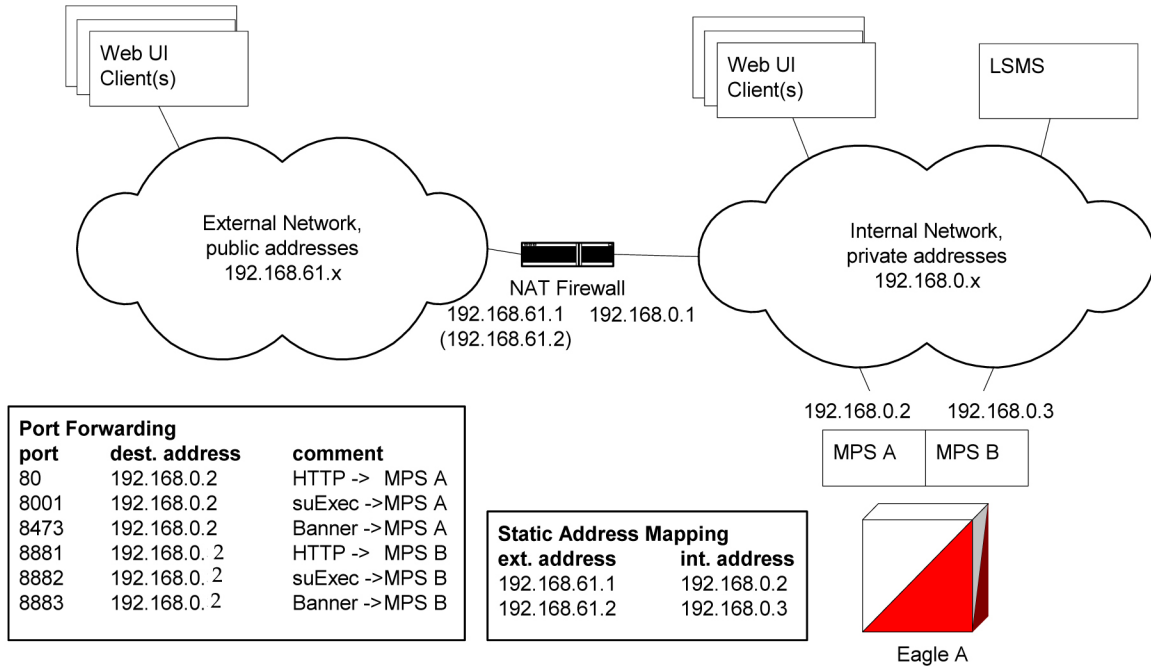 Web UI
Client(s)
Web UI
Client(s)
LSMS
External Network,
public addresses
192.168.61.x
Internal Network,
private addresses
192.168.0.x
NAT Firewall
192.168.61.1 192.168.0.1
(192.168.61.2)
192.168.0.2 192.168.0.3
MPS A MPS B
Port Forwarding
port dest. address comment
80 192.168.0.2 HTTP -> MPS A
8001 192.168.0.2 suExec ->MPS A
8473 192.168.0.2 Banner ->MPS A
8881 192.168.0. 2 HTTP -> MPS B
8882 192.168.0. 2 suExec ->MPS B
8883 192.168.0. 2 Banner ->MPS B
Static Address Mapping
ext. address int. address
192.168.61.1 192.168.0.2
192.168.61.2 192.168.0.3
Eagle A